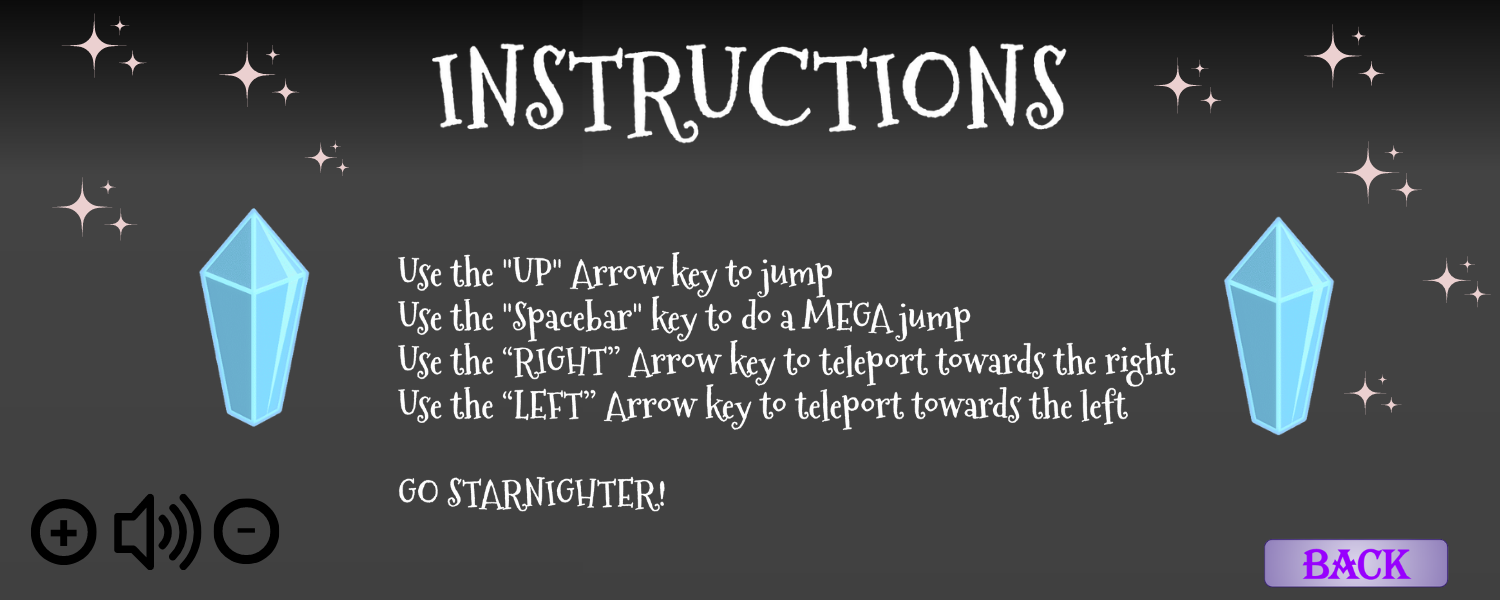 INSTRUCTIONS
Use the "UP" Arrow key to jump
Use the "Spacebar" key to do a MEGA jump
Use the “RIGHT” Arrow key to teleport towards the right
Use the “LEFT” Arrow key to teleport towards the left
GO STARNIGHTER!
BACK